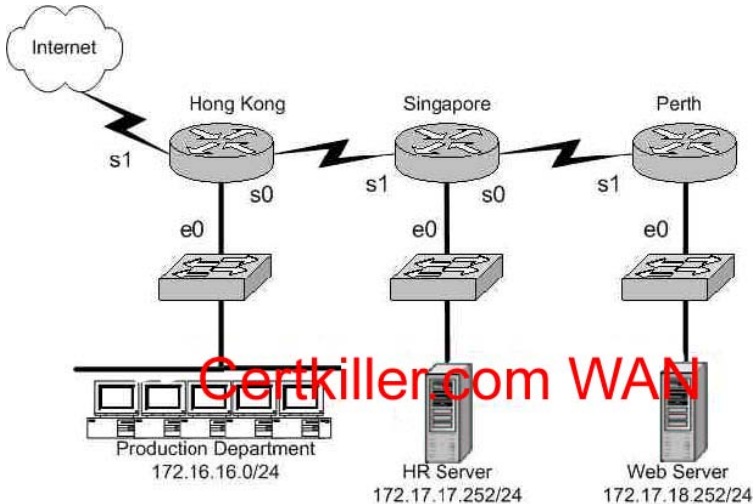 Internet
Hong Kong
Singapore
Perth
s1
s0
s1
s0
s1
e0
e0
e0
Certkiller.com WAN
Production Department
172.16.16.0/24
HR Server
172.17.17.252/24
Web Server
172.17.18.252/24